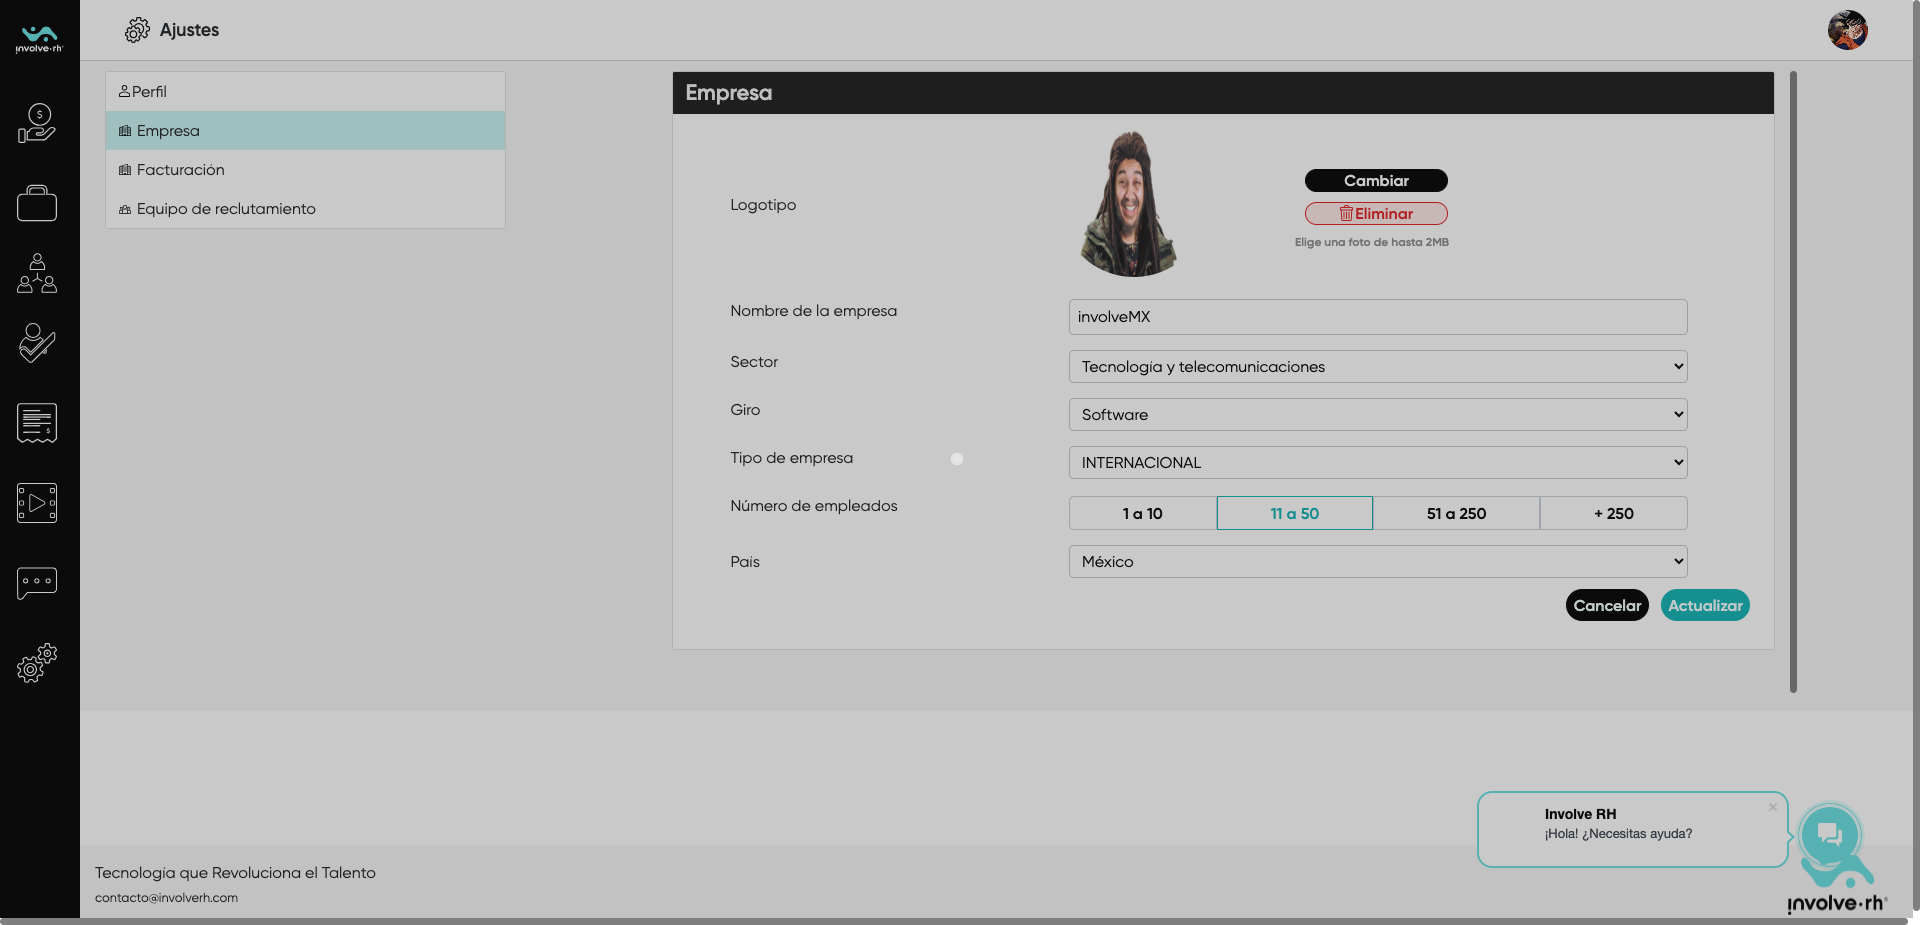 involve·rh
Ajustes
Perfil
Empresa
Facturación
Equipo de reclutamiento
Empresa
Logotipo
Cambiar
Eliminar
Elige una foto de hasta 2MB
Nombre de la empresa
involveMX
Sector
Tecnología y telecomunicaciones
Giro
Software
Tipo de empresa
INTERNACIONAL
Número de empleados
1 a 10
11 a 50
51 a 250
+ 250
País
México
Cancelar
Actualizar
Involve RH
¡Hola! ¿Necesitas ayuda?
Tecnología que Revoluciona el Talento
contacto@involverh.com
involve·rh